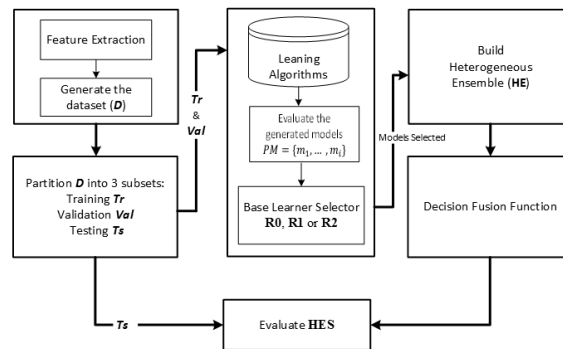 Feature Extraction
Generate the
dataset (D)
Partition D into 3 subsets:
Training Tr
Validation Val
Testing Ts
Tr
&
Val
Leaning
Algorithms
Evaluate the
generated models
PM = {m₁, … , mᵢ}
Base Learner Selector
R0, R1 or R2
Models Selected
Build
Heterogeneous
Ensemble (HE)
Decision Fusion Function
Ts
Evaluate HES